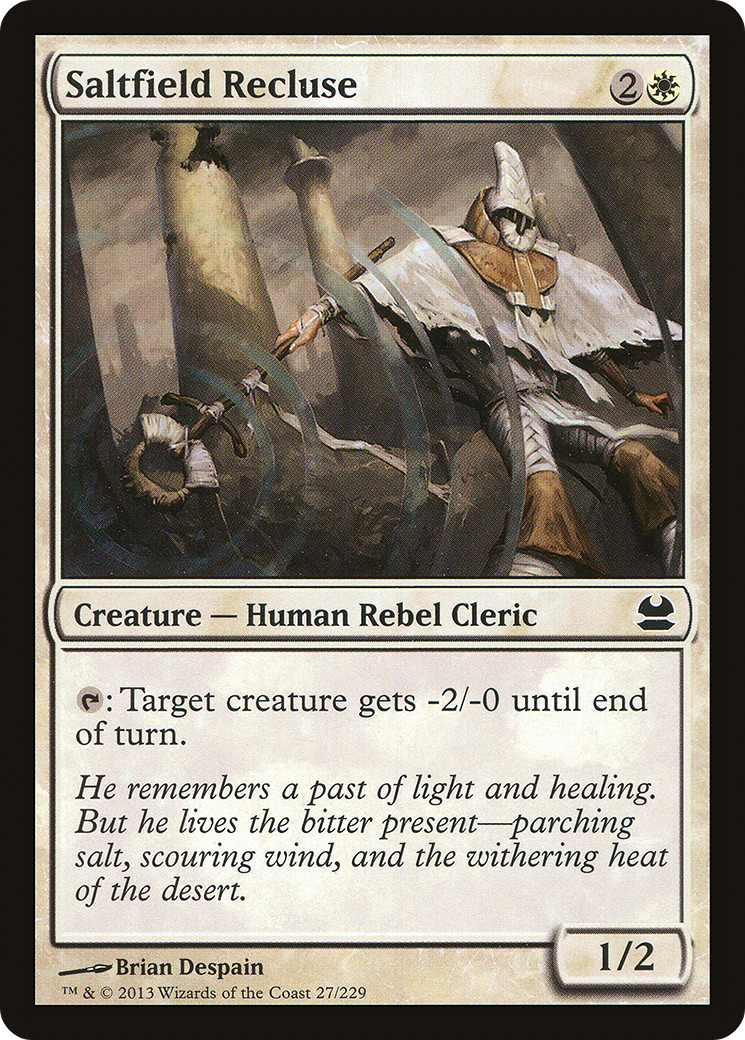 Saltfield Recluse 2
Creature — Human Rebel Cleric
: Target creature gets -2/-0 until end
of turn.
He remembers a past of light and healing.
But he lives the bitter present—parching
salt, scouring wind, and the withering heat
of the desert.
1/2
Brian Despain
™ & © 2013 Wizards of the Coast 27/229